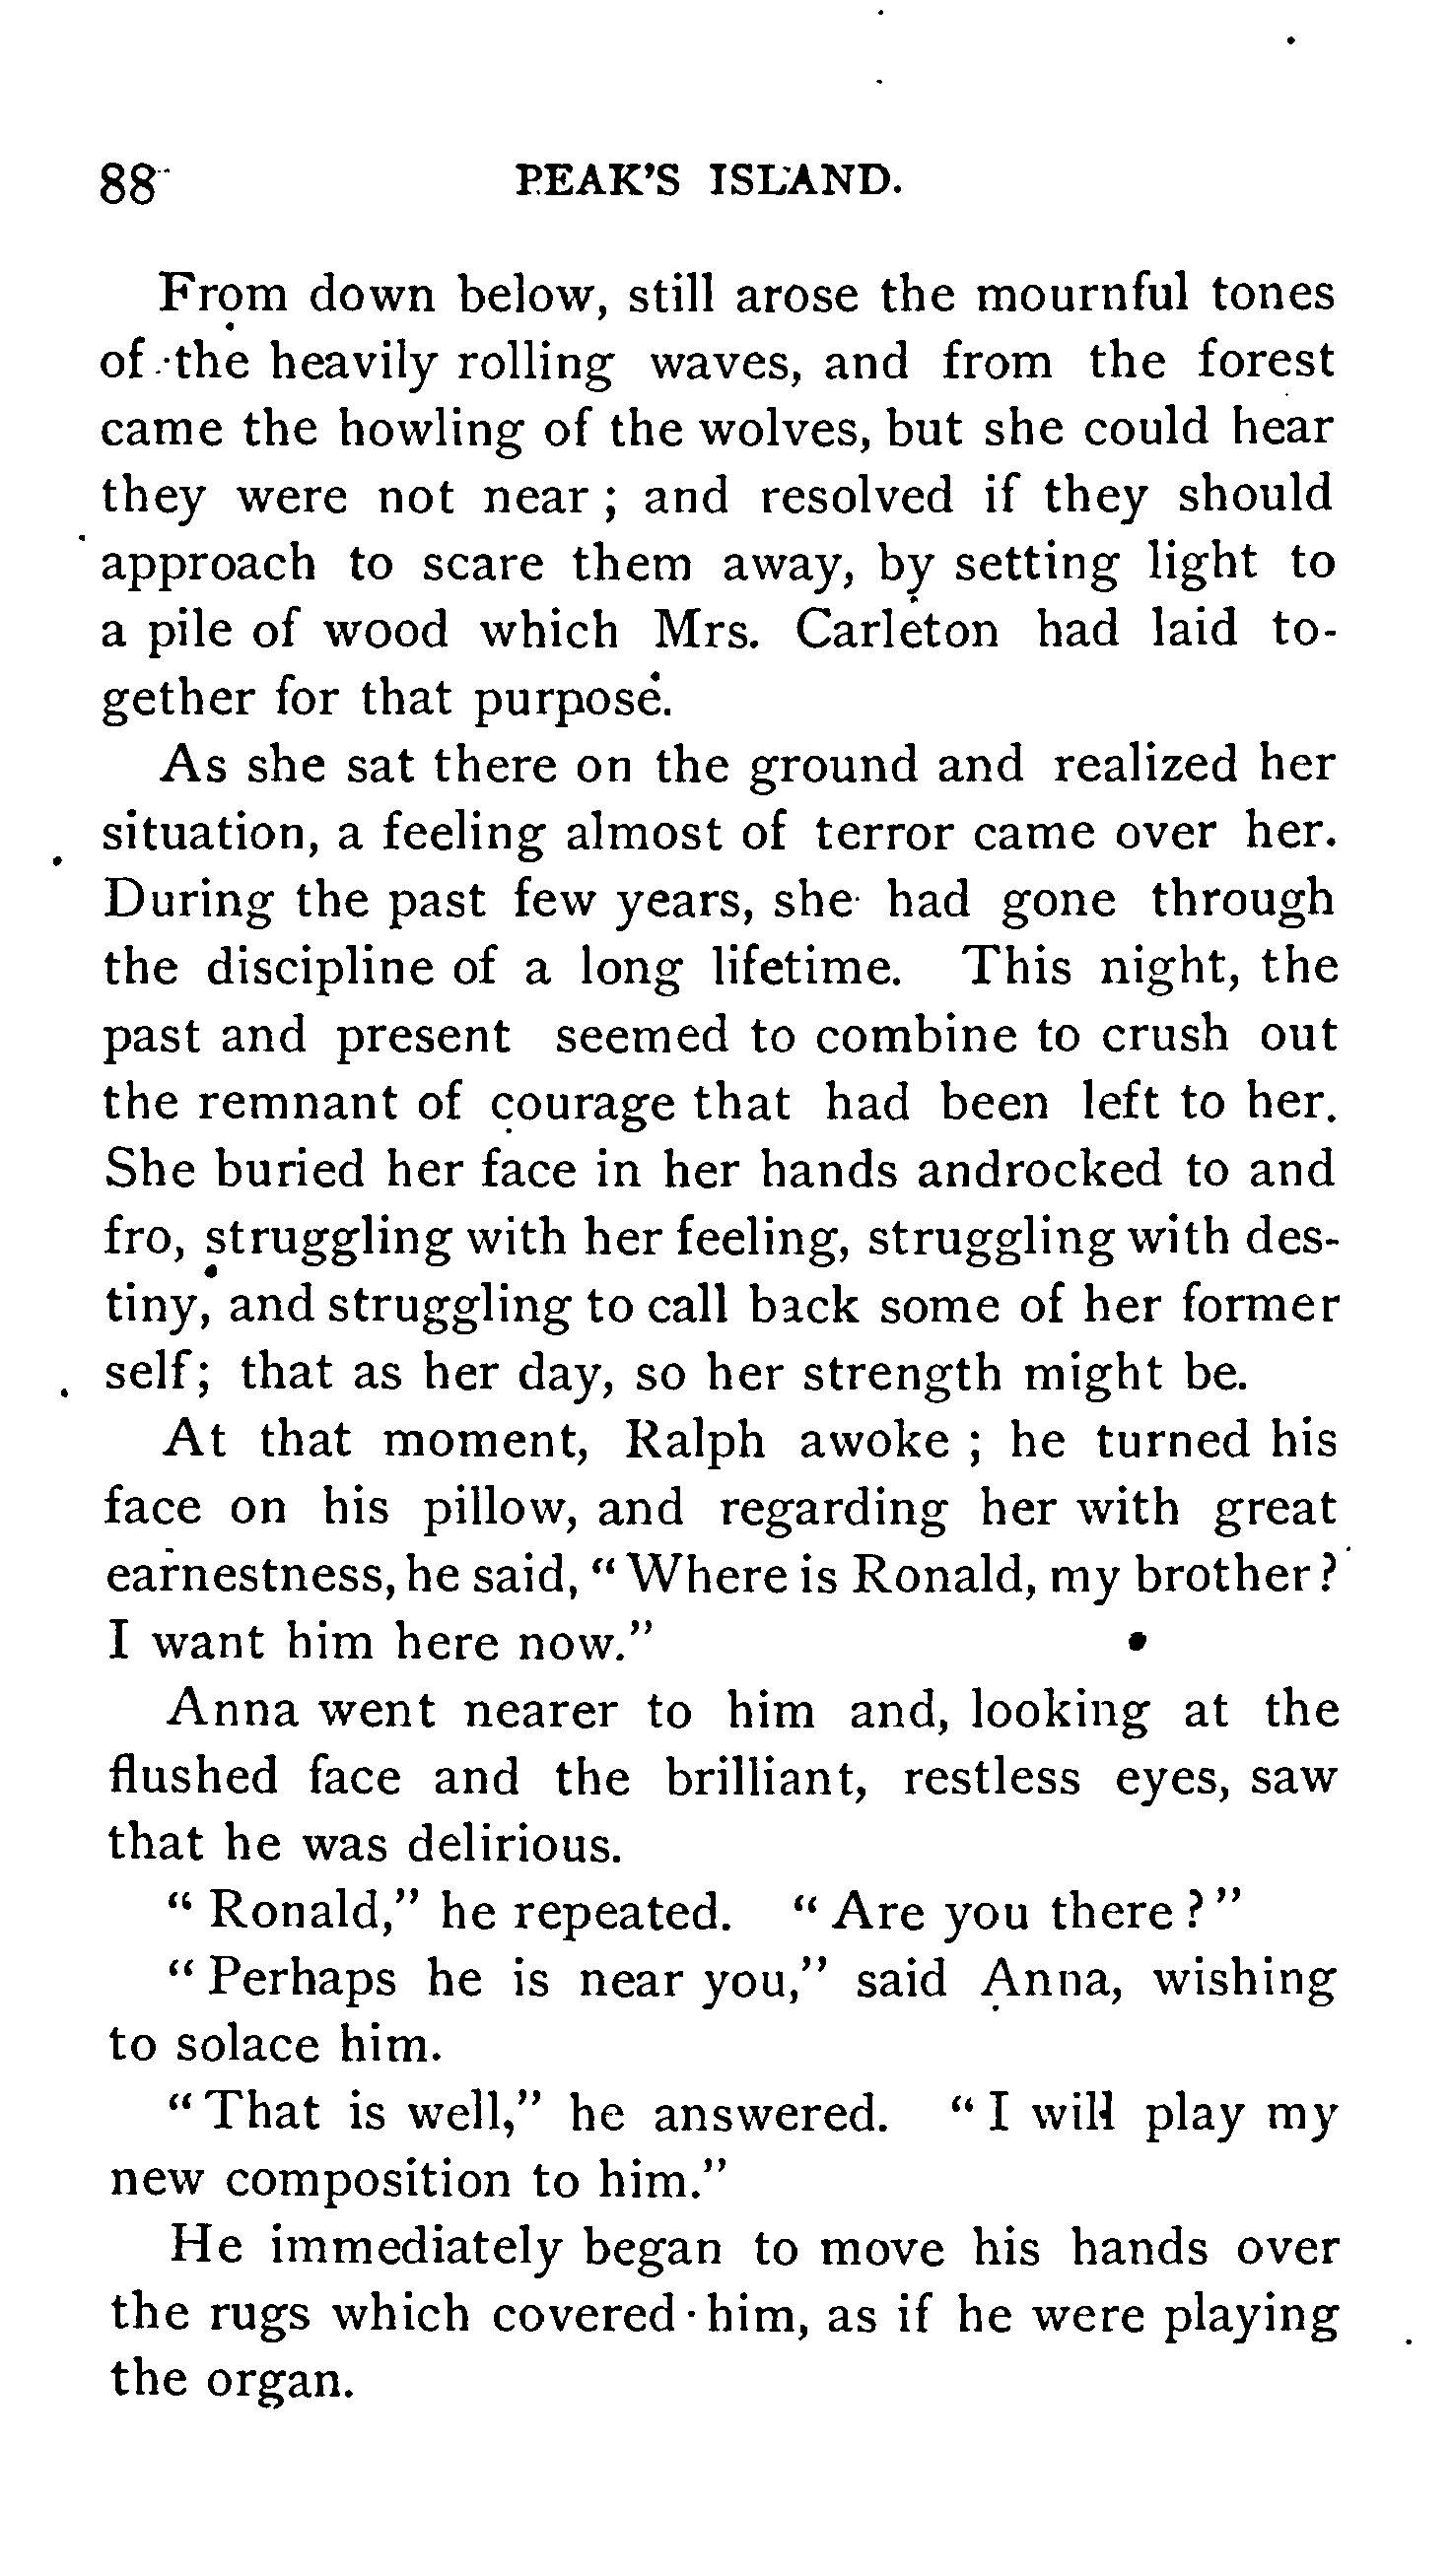 88 PEAK'S ISLAND.
From down below, still arose the mournful tones
of the heavily rolling waves, and from the forest
came the howling of the wolves, but she could hear
they were not near ; and resolved if they should
approach to scare them away, by setting light to
a pile of wood which Mrs. Carleton had laid to-
gether for that purpose.
As she sat there on the ground and realized her
situation, a feeling almost of terror came over her.
During the past few years, she had gone through
the discipline of a long lifetime. This night, the
past and present seemed to combine to crush out
the remnant of courage that had been left to her.
She buried her face in her hands androcked to and
fro, struggling with her feeling, struggling with des-
tiny, and struggling to call back some of her former
self; that as her day, so her strength might be.
At that moment, Ralph awoke ; he turned his
face on his pillow, and regarding her with great
earnestness, he said, " Where is Ronald, my brother ?
I want him here now."
Anna went nearer to him and, looking at the
flushed face and the brilliant, restless eyes, saw
that he was delirious.
" Ronald," he repeated. " Are you there ? "
" Perhaps he is near you," said Anna, wishing
to solace him.
" That is well," he answered. " I will play my
new composition to him."
He immediately began to move his hands over
the rugs which covered him, as if he were playing
the organ.